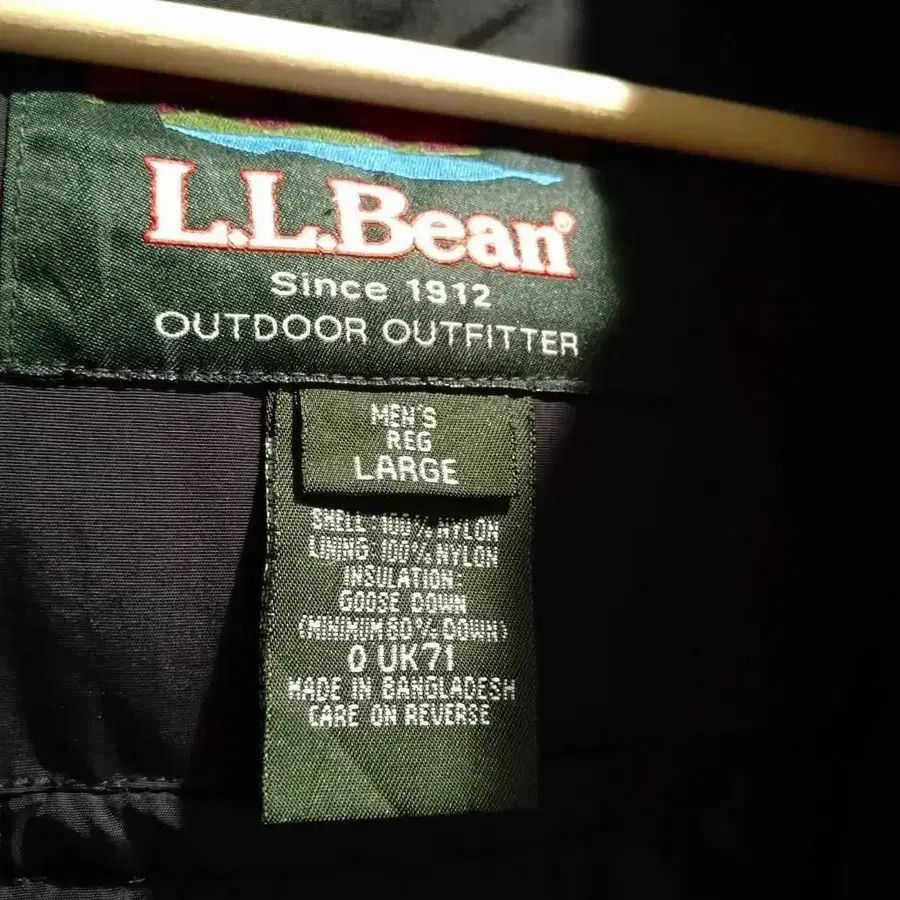 L.L.Bean®
Since 1912
OUTDOOR OUTFITTER
MEN'S
REG
LARGE
SHELL: 100% NYLON
LINING: 100% NYLON
INSULATION:
GOOSE DOWN
(MINIMUM 80% DOWN)
0 UK71
MADE IN BANGLADESH
CARE ON REVERSE